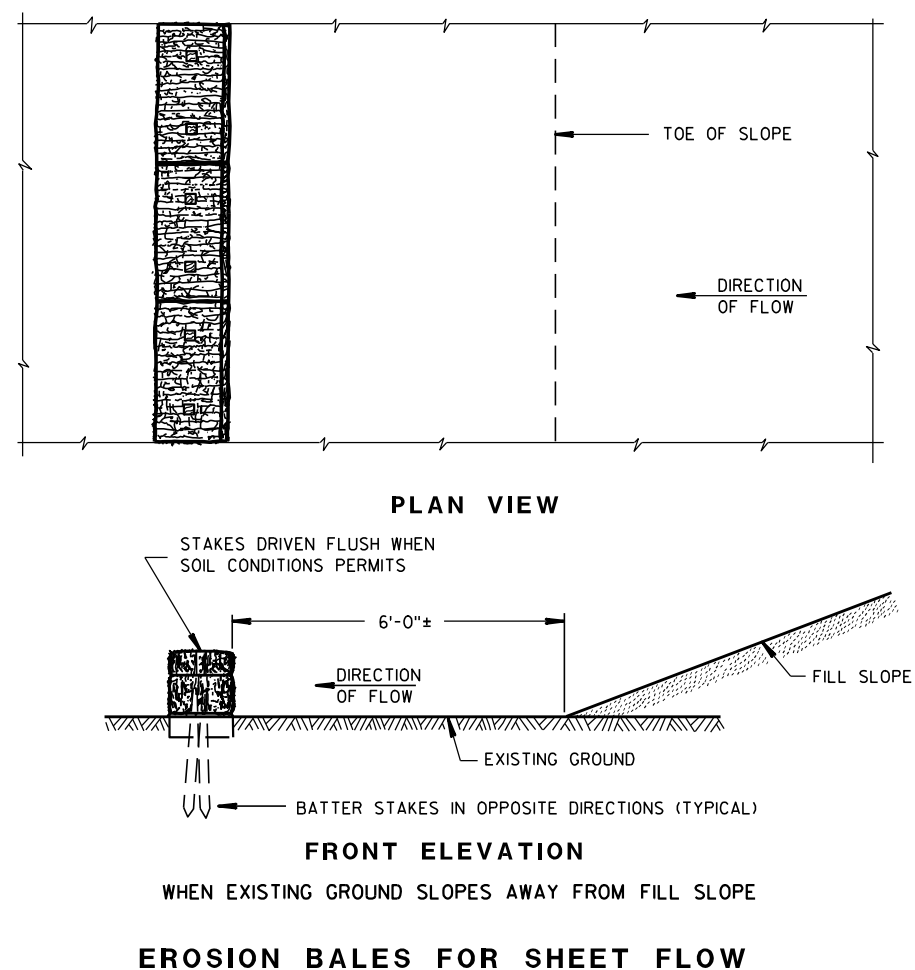 TOE OF SLOPE
DIRECTION
OF FLOW
PLAN VIEW
STAKES DRIVEN FLUSH WHEN
SOIL CONDITIONS PERMITS
6'-0"±
DIRECTION
OF FLOW
FILL SLOPE
EXISTING GROUND
BATTER STAKES IN OPPOSITE DIRECTIONS (TYPICAL)
FRONT ELEVATION
WHEN EXISTING GROUND SLOPES AWAY FROM FILL SLOPE
EROSION BALES FOR SHEET FLOW